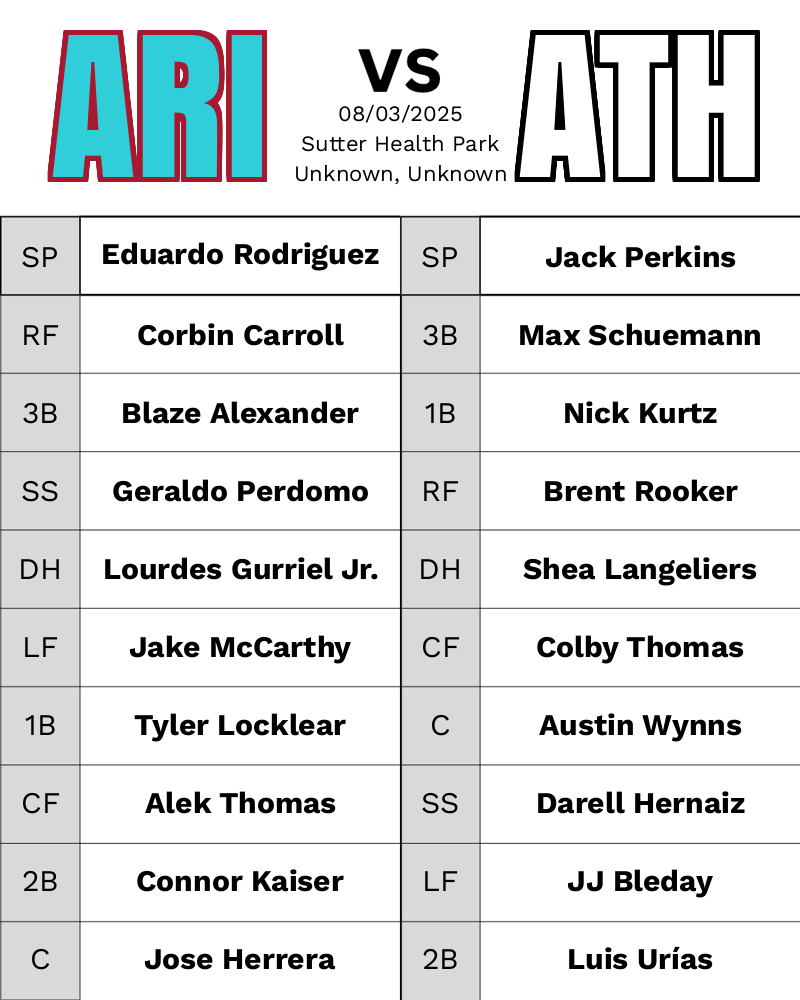 ARI
VS
ATH
08/03/2025
Sutter Health Park
Unknown, Unknown
SP Eduardo Rodriguez SP Jack Perkins
RF Corbin Carroll 3B Max Schuemann
3B Blaze Alexander 1B Nick Kurtz
SS Geraldo Perdomo RF Brent Rooker
DH Lourdes Gurriel Jr. DH Shea Langeliers
LF Jake McCarthy CF Colby Thomas
1B Tyler Locklear C Austin Wynns
CF Alek Thomas SS Darell Hernaiz
2B Connor Kaiser LF JJ Bleday
C Jose Herrera 2B Luis Urías